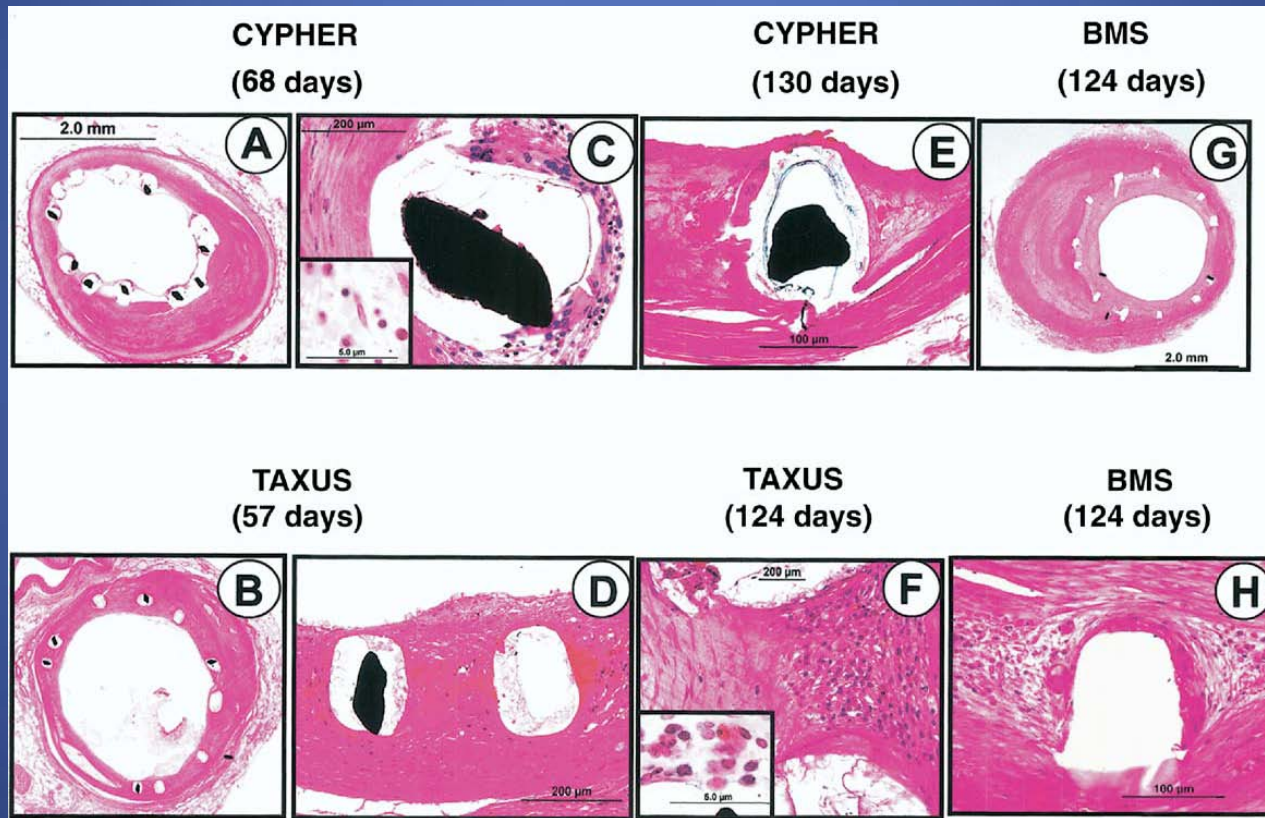 CYPHER
(68 days)
CYPHER
(130 days)
BMS
(124 days)
2.0 mm
A
200 µm
C
5.0 µm
E
100 µm
G
2.0 mm
TAXUS
(57 days)
TAXUS
(124 days)
BMS
(124 days)
B
D
200 µm
200 µm
F
5.0 µm
H
100 µm